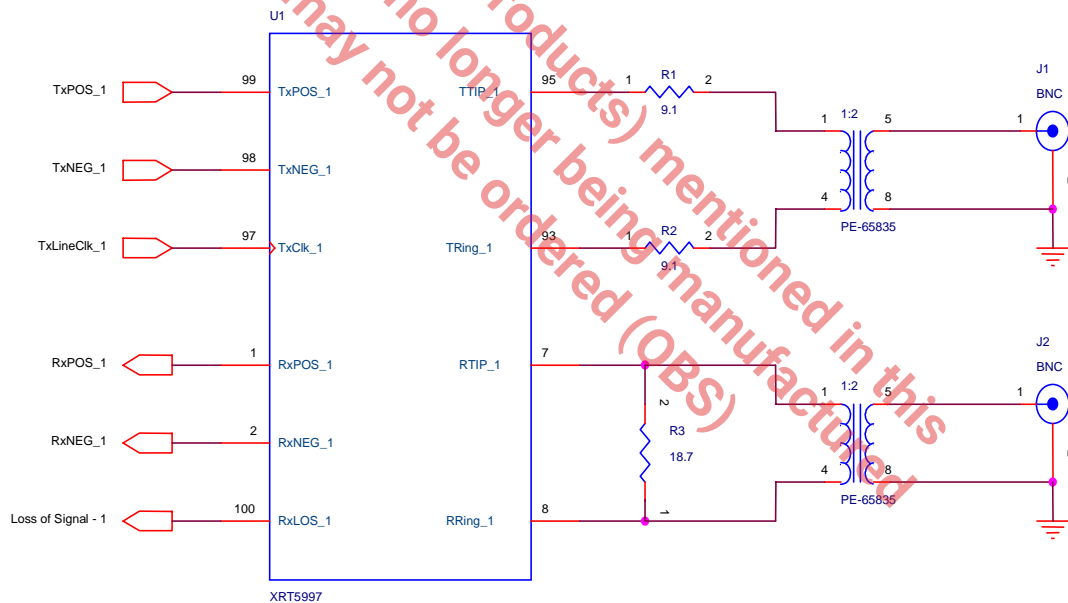 U1
TxPOS_1
99
TxPOS_1
TTIP_1
95
1
R1
2
9.1
1:2
1
5
4
8
PE-65835
J1
BNC
1
TxNEG_1
98
TxNEG_1
TxLineClk_1
97
TxClk_1
TRing_1
93
1
R2
2
9.1
RxPOS_1
1
RxPOS_1
RTIP_1
7
2
R3
18.7
1
1:2
1
5
4
8
PE-65835
J2
BNC
1
RxNEG_1
2
RxNEG_1
Loss of Signal - 1
100
RxLOS_1
RRing_1
8
XRT5997
roducts) mentioned in this
no longer being manufactured
may not be ordered (OBS)